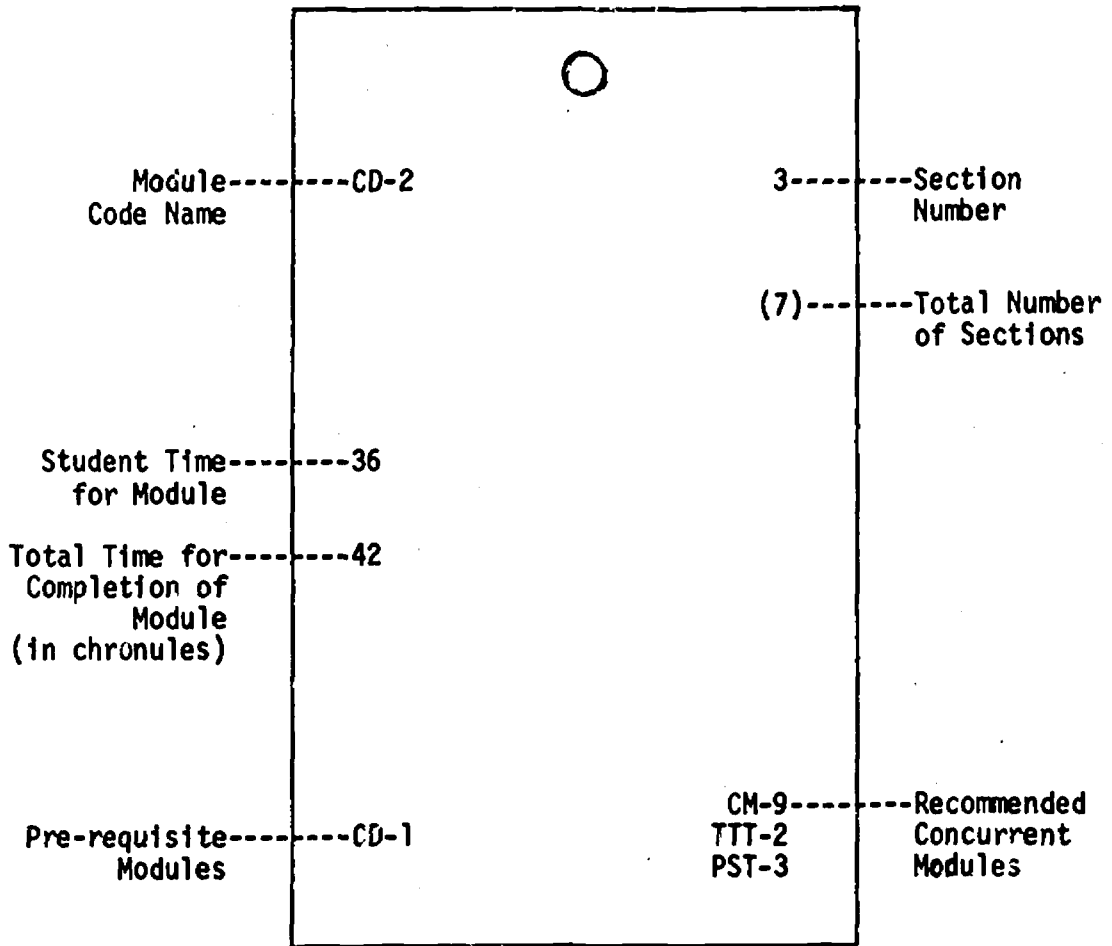 Module------------CD-2
Code Name
3---------Section
Number
(7)---------Total Number
of Sections
Student Time---------36
for Module
Total Time for---------42
Completion of
Module
(in chronules)
Pre-requisite---------CD-1
Modules
CM-9---------Recommended
TTT-2 Concurrent
PST-3 Modules